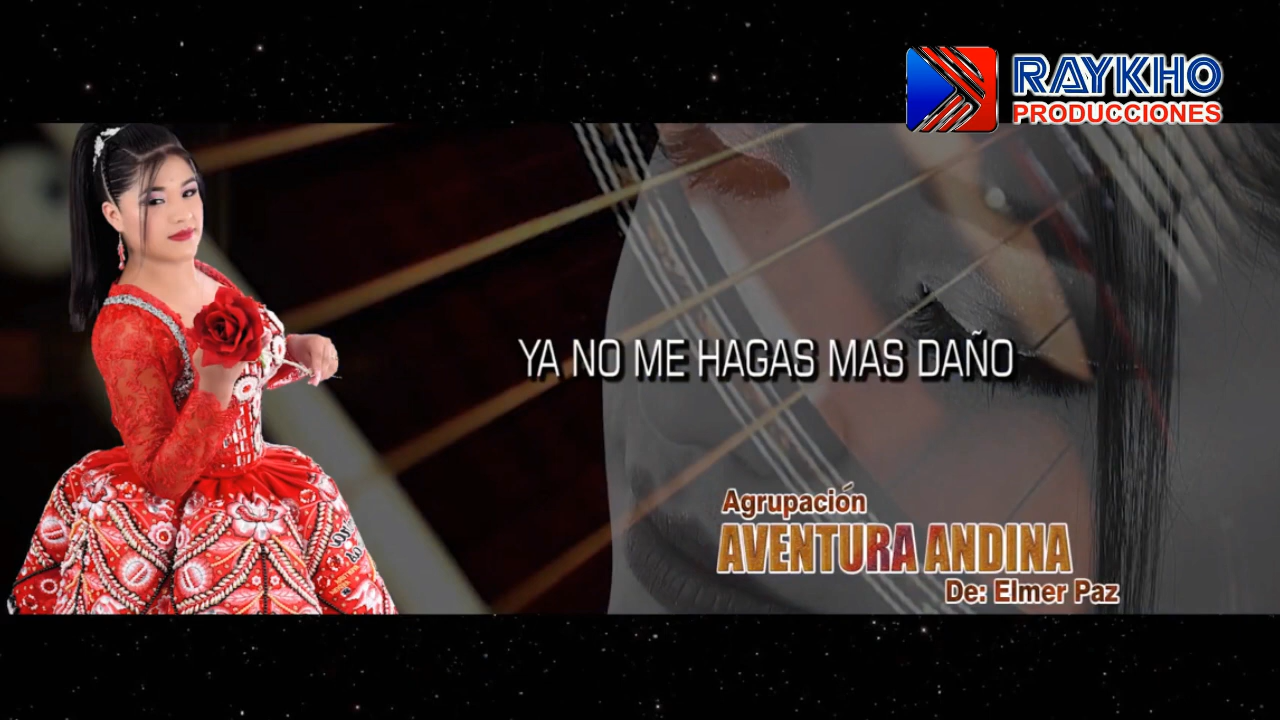 RAYKHO
PRODUCCIONES
YA NO ME HAGAS MAS DAÑO
Agrupación
AVENTURA ANDINA
De: Elmer Paz